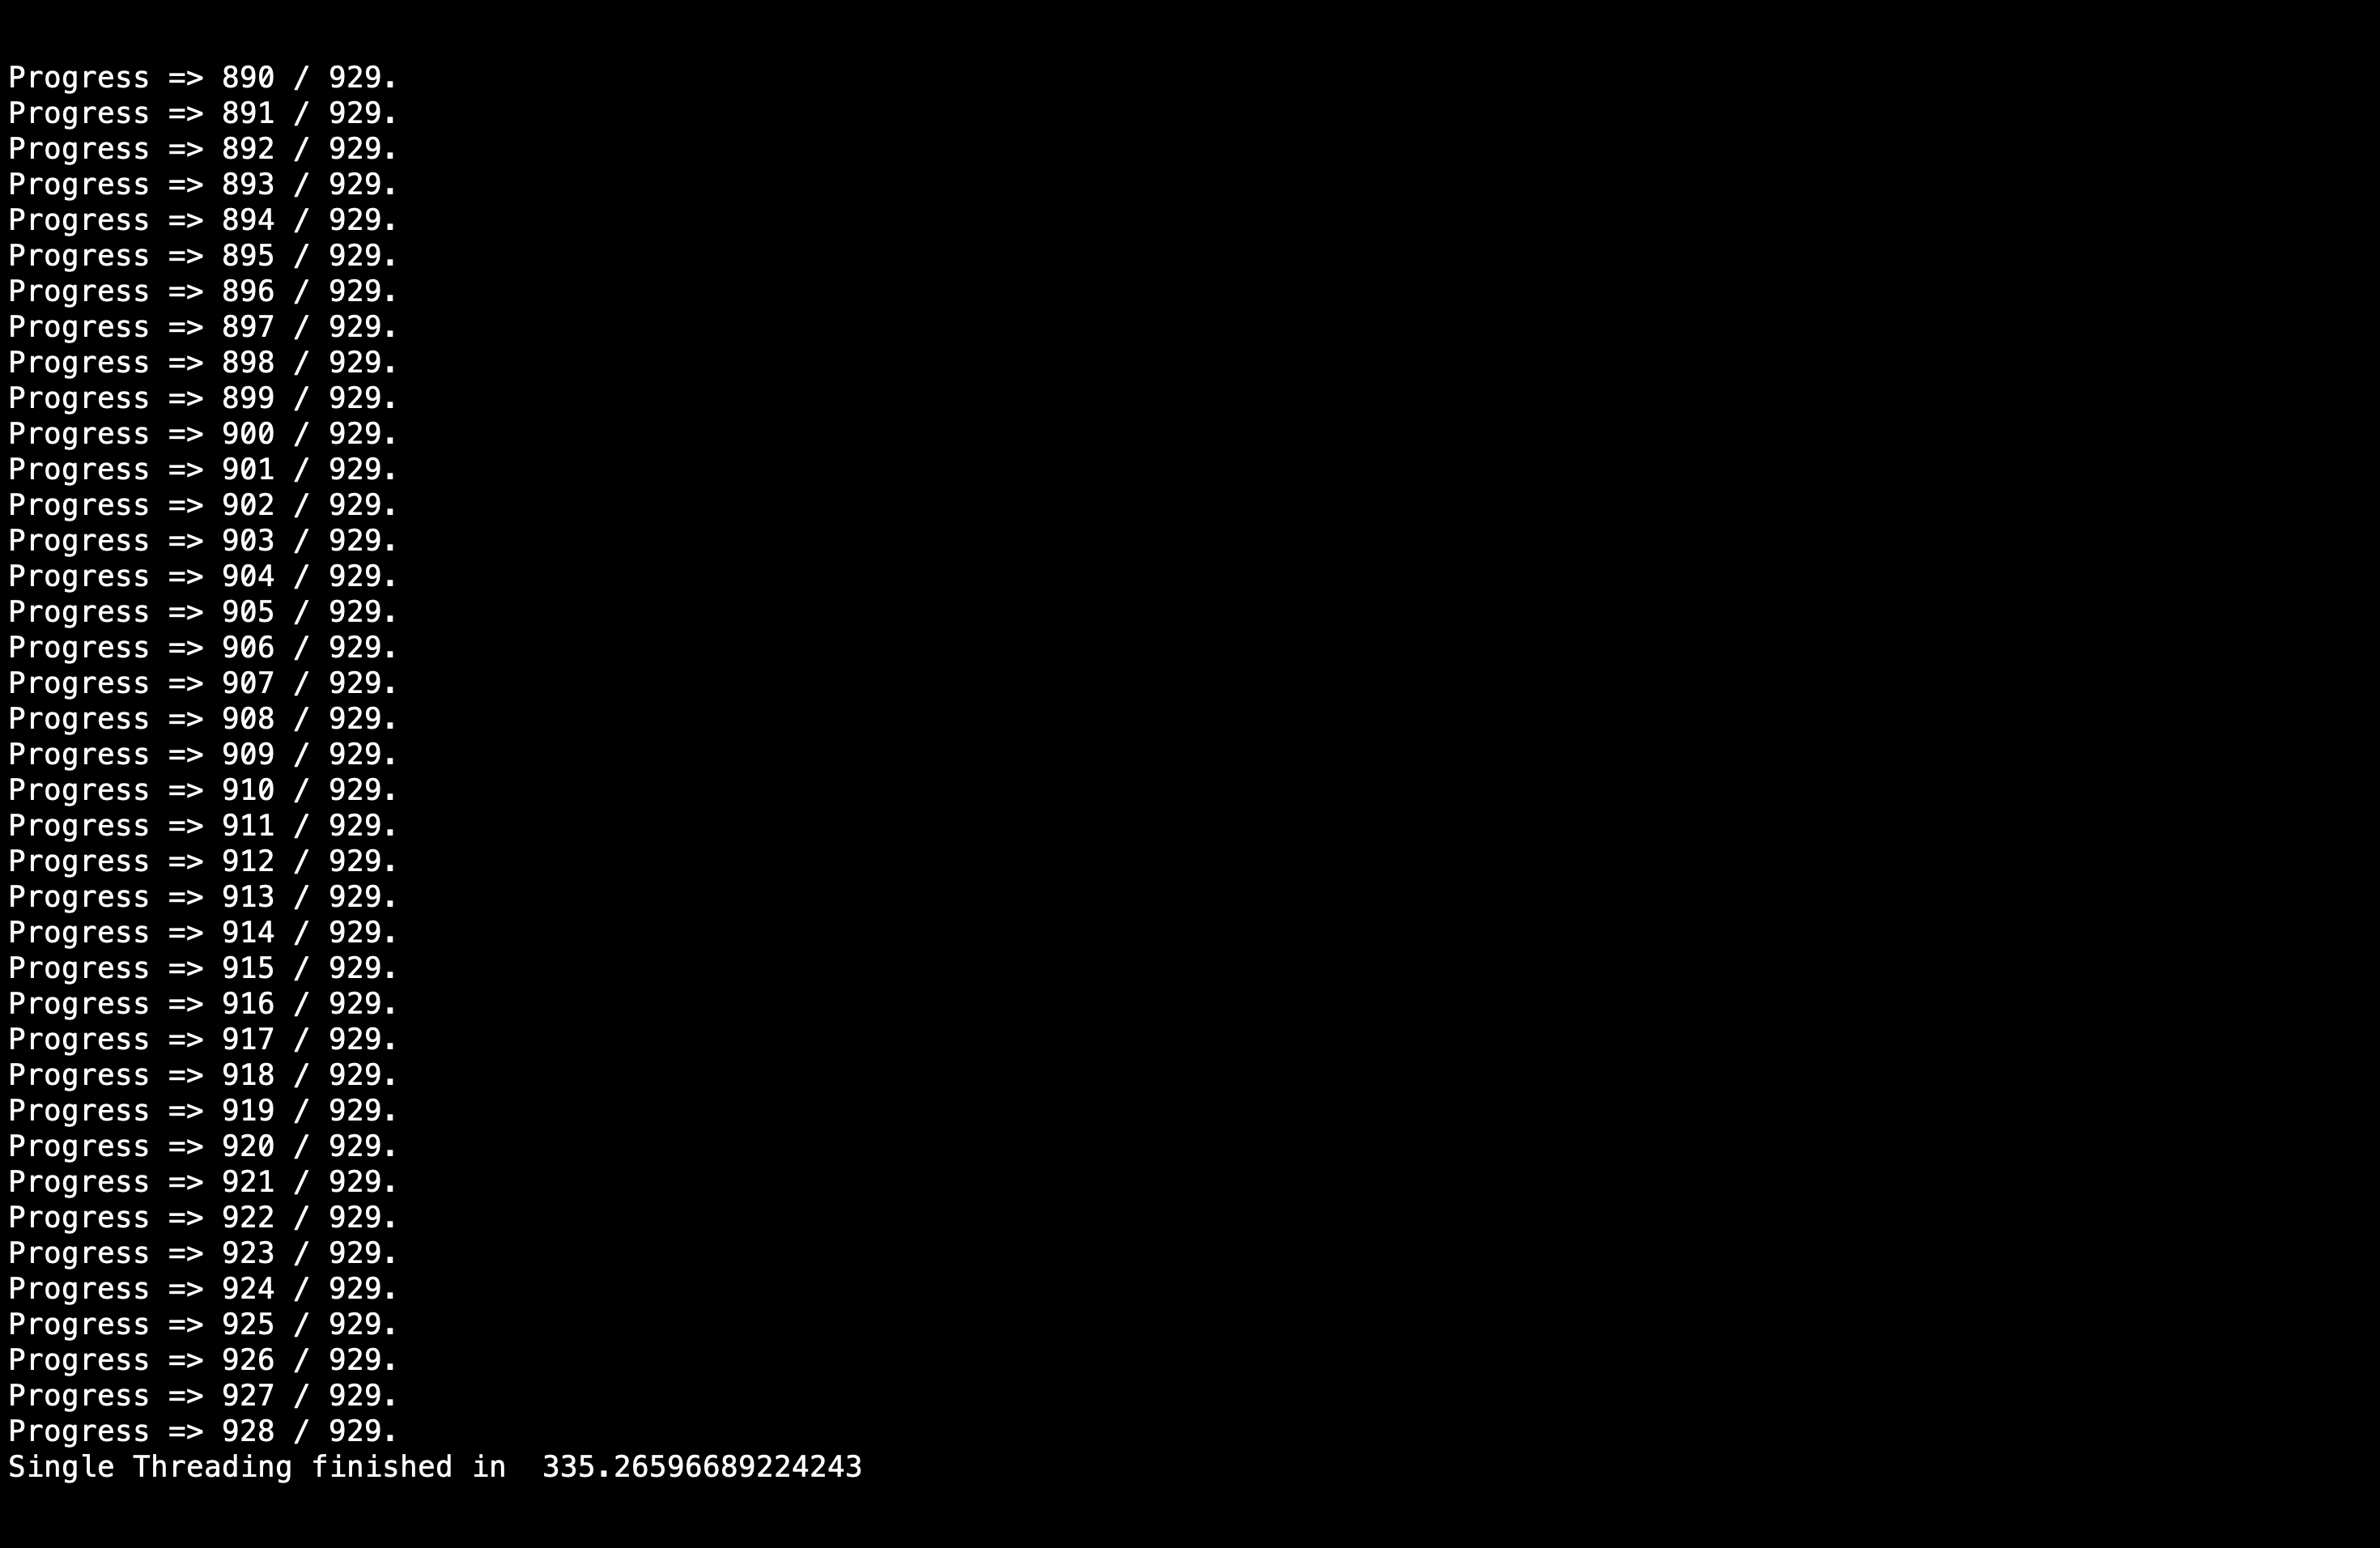 Progress => 890 / 929.
Progress => 891 / 929.
Progress => 892 / 929.
Progress => 893 / 929.
Progress => 894 / 929.
Progress => 895 / 929.
Progress => 896 / 929.
Progress => 897 / 929.
Progress => 898 / 929.
Progress => 899 / 929.
Progress => 900 / 929.
Progress => 901 / 929.
Progress => 902 / 929.
Progress => 903 / 929.
Progress => 904 / 929.
Progress => 905 / 929.
Progress => 906 / 929.
Progress => 907 / 929.
Progress => 908 / 929.
Progress => 909 / 929.
Progress => 910 / 929.
Progress => 911 / 929.
Progress => 912 / 929.
Progress => 913 / 929.
Progress => 914 / 929.
Progress => 915 / 929.
Progress => 916 / 929.
Progress => 917 / 929.
Progress => 918 / 929.
Progress => 919 / 929.
Progress => 920 / 929.
Progress => 921 / 929.
Progress => 922 / 929.
Progress => 923 / 929.
Progress => 924 / 929.
Progress => 925 / 929.
Progress => 926 / 929.
Progress => 927 / 929.
Progress => 928 / 929.
Single Threading finished in  335.26596689224243